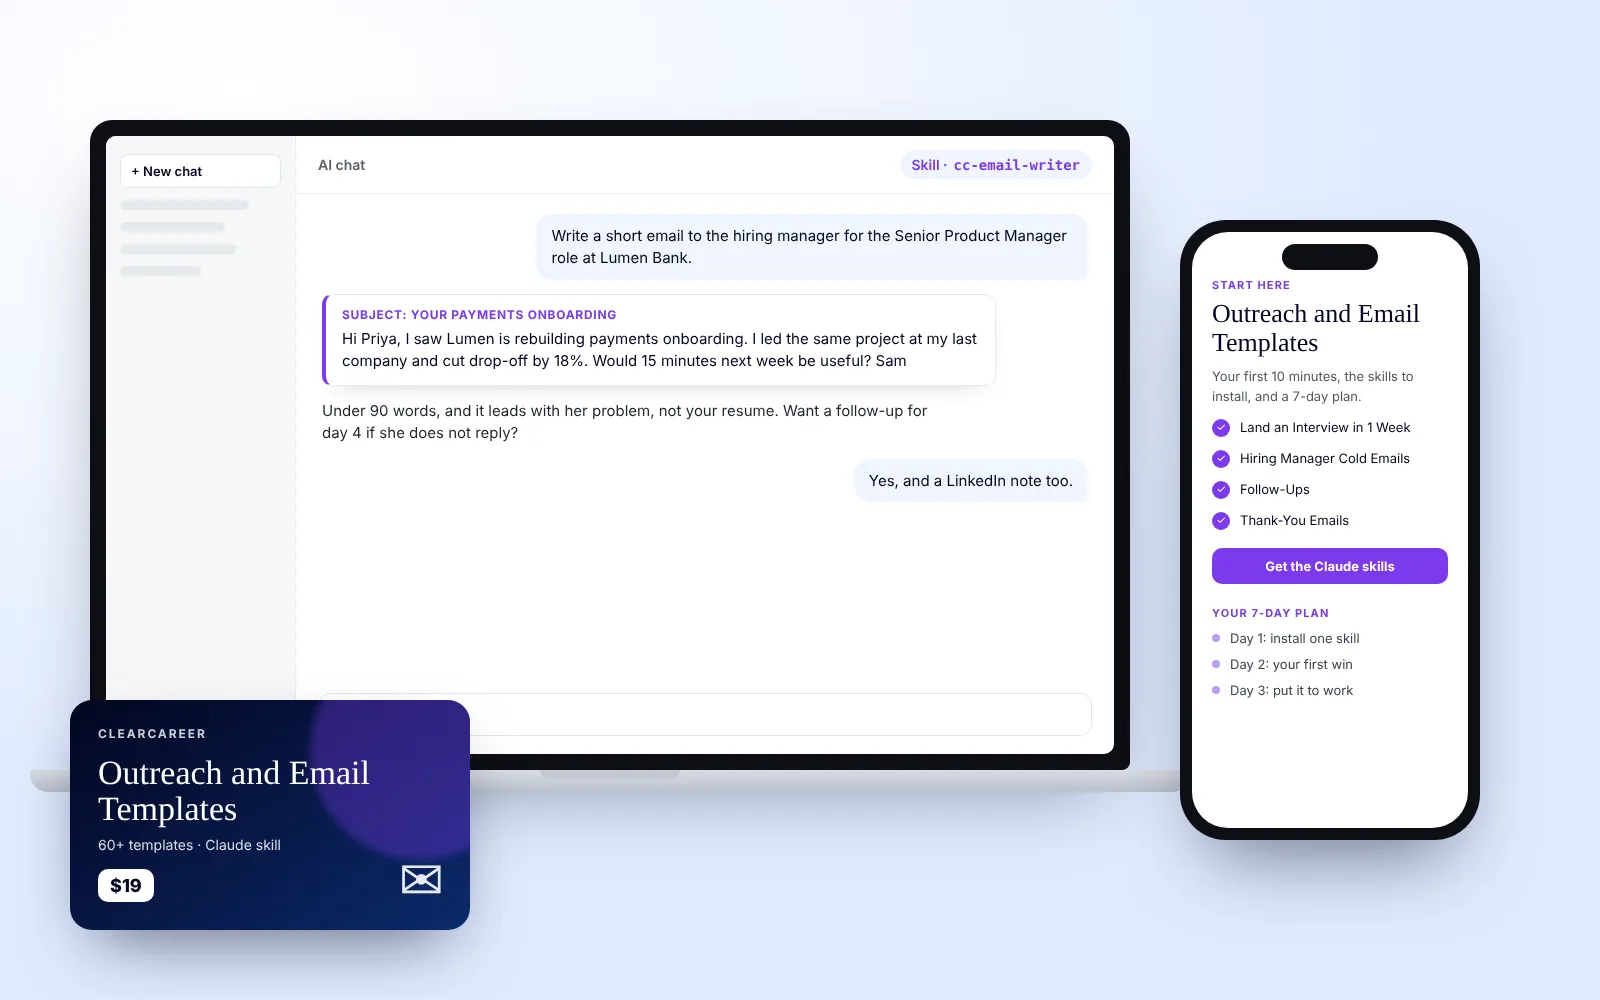 + New chat
AI chat
Skill · cc-email-writer
Write a short email to the hiring manager for the Senior Product Manager
role at Lumen Bank.
SUBJECT: YOUR PAYMENTS ONBOARDING
Hi Priya, I saw Lumen is rebuilding payments onboarding. I led the same project at my last
company and cut drop-off by 18%. Would 15 minutes next week be useful? Sam
Under 90 words, and it leads with her problem, not your resume. Want a follow-up for
day 4 if she does not reply?
Yes, and a LinkedIn note too.
CLEARCAREER
Outreach and Email
Templates
60+ templates · Claude skill
$19
START HERE
Outreach and Email
Templates
Your first 10 minutes, the skills to
install, and a 7-day plan.
Land an Interview in 1 Week
Hiring Manager Cold Emails
Follow-Ups
Thank-You Emails
Get the Claude skills
YOUR 7-DAY PLAN
Day 1: install one skill
Day 2: your first win
Day 3: put it to work